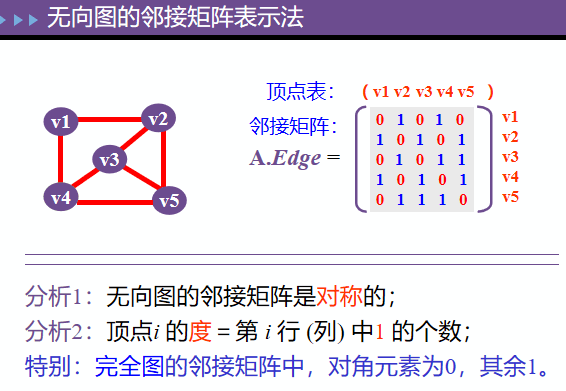 无向图的邻接矩阵表示法
顶点表：（ v1 v2 v3 v4 v5 ）
邻接矩阵：
A.Edge =
0 1 0 1 0 v1
1 0 1 0 1 v2
0 1 0 1 1 v3
1 0 1 0 1 v4
0 1 1 1 0 v5
v1 v2
v3
v4 v5
分析1：无向图的邻接矩阵是对称的；
分析2：顶点i 的度 = 第 i 行 (列) 中1 的个数；
特别：完全图的邻接矩阵中，对角元素为0，其余1。